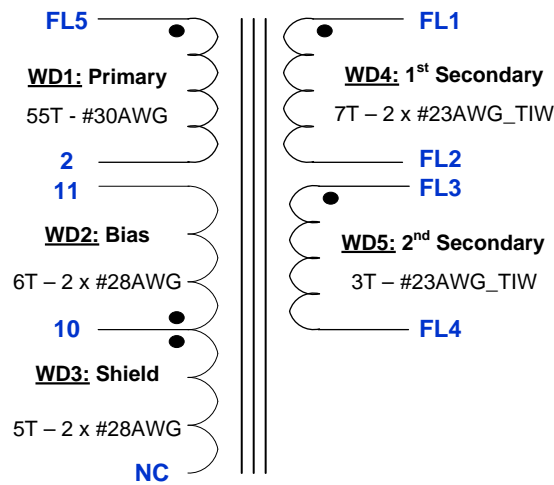 FL5
FL1
WD1: Primary
WD4: 1st Secondary
55T - #30AWG
7T – 2 x #23AWG_TIW
2
FL2
11
FL3
WD2: Bias
WD5: 2nd Secondary
6T – 2 x #28AWG
3T – #23AWG_TIW
10
FL4
WD3: Shield
5T – 2 x #28AWG
NC